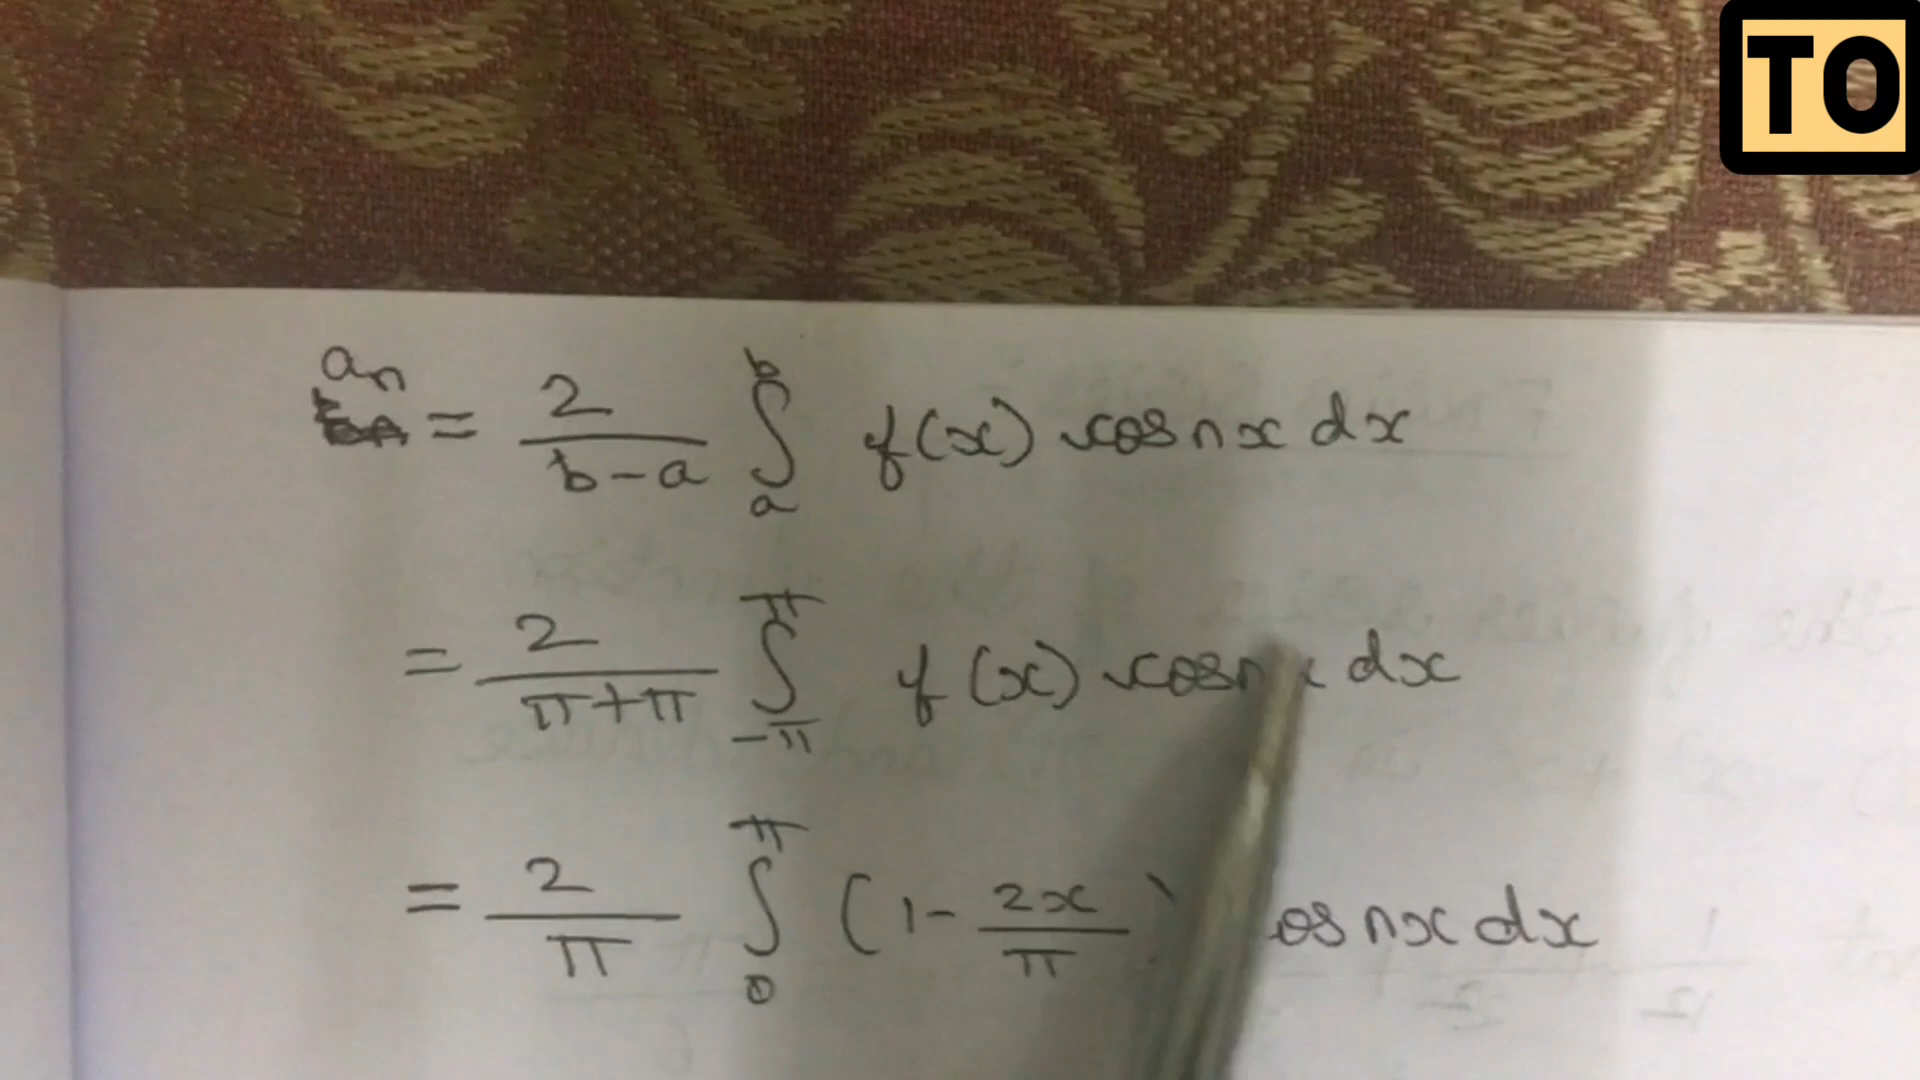 TO
aₙ = 2/(b-a) ∫ₐᵇ f(x) cos nx dx
= 2/(π+π) ∫_{-π}^{π} f(x) cos nx dx
= 2/π ∫₀^π (1 - 2x/π) cos nx dx